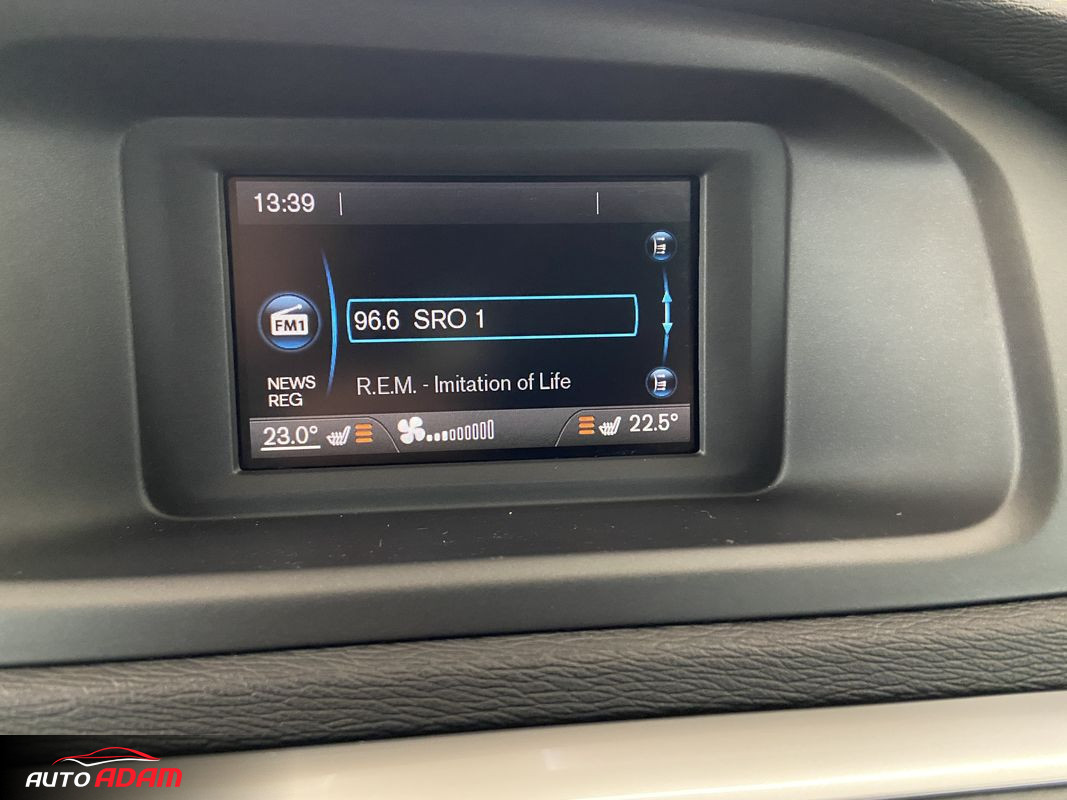 13:39
FM1
96.6 SRO 1
NEWS
REG
R.E.M. - Imitation of Life
23.0°
22.5°
AUTO ADAM